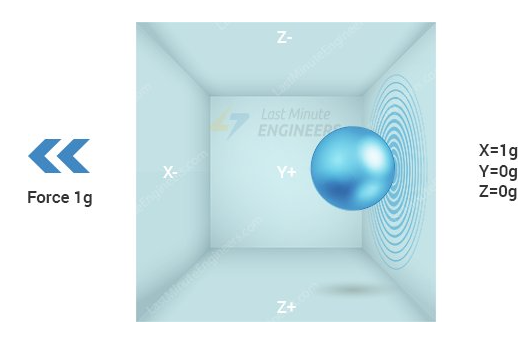 Z-
Last Minute
ENGINEERS
X-
Y+
Force 1g
X=1g
Y=0g
Z=0g
Z+